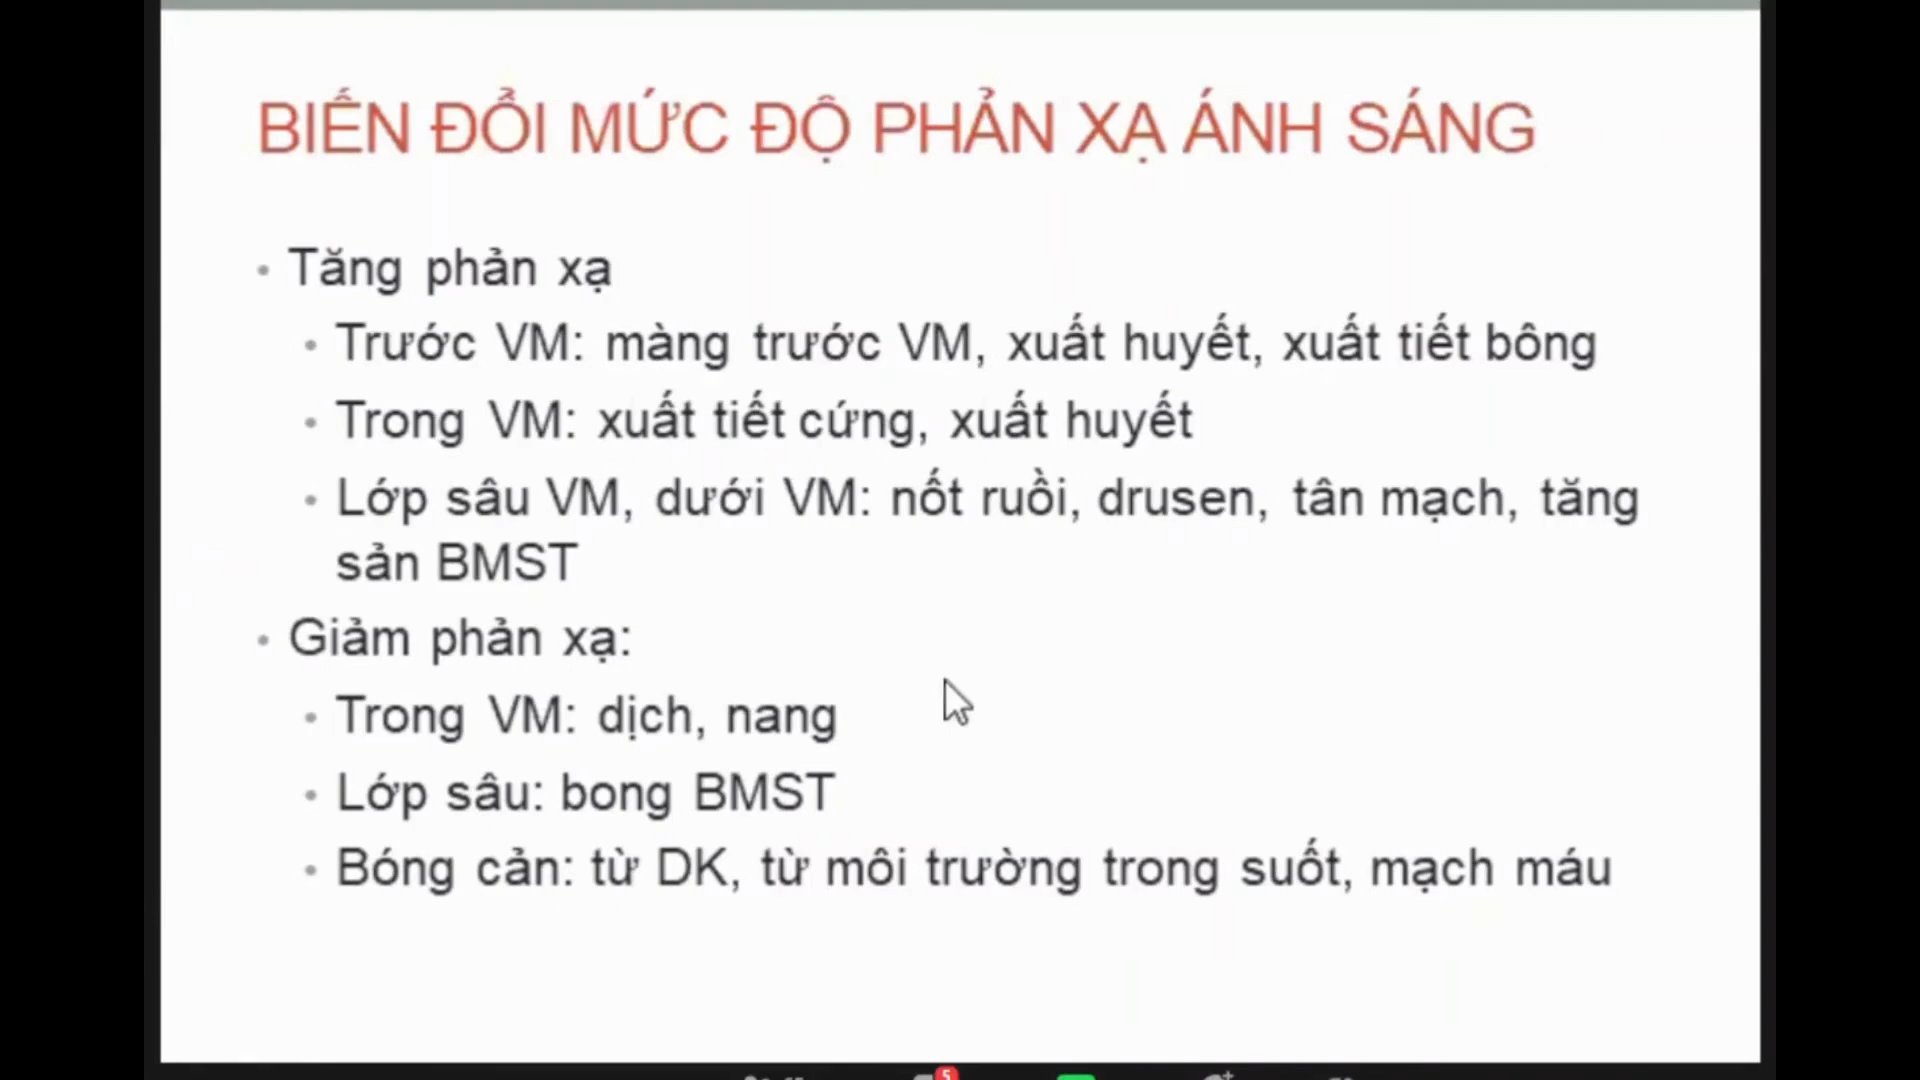 BIẾN ĐỔI MỨC ĐỘ PHẢN XẠ ÁNH SÁNG
• Tăng phản xạ
• Trước VM: màng trước VM, xuất huyết, xuất tiết bông
• Trong VM: xuất tiết cứng, xuất huyết
• Lớp sâu VM, dưới VM: nốt ruồi, drusen, tân mạch, tăng
sản BMST
• Giảm phản xạ:
• Trong VM: dịch, nang
• Lớp sâu: bong BMST
• Bóng cản: từ DK, từ môi trường trong suốt, mạch máu
5